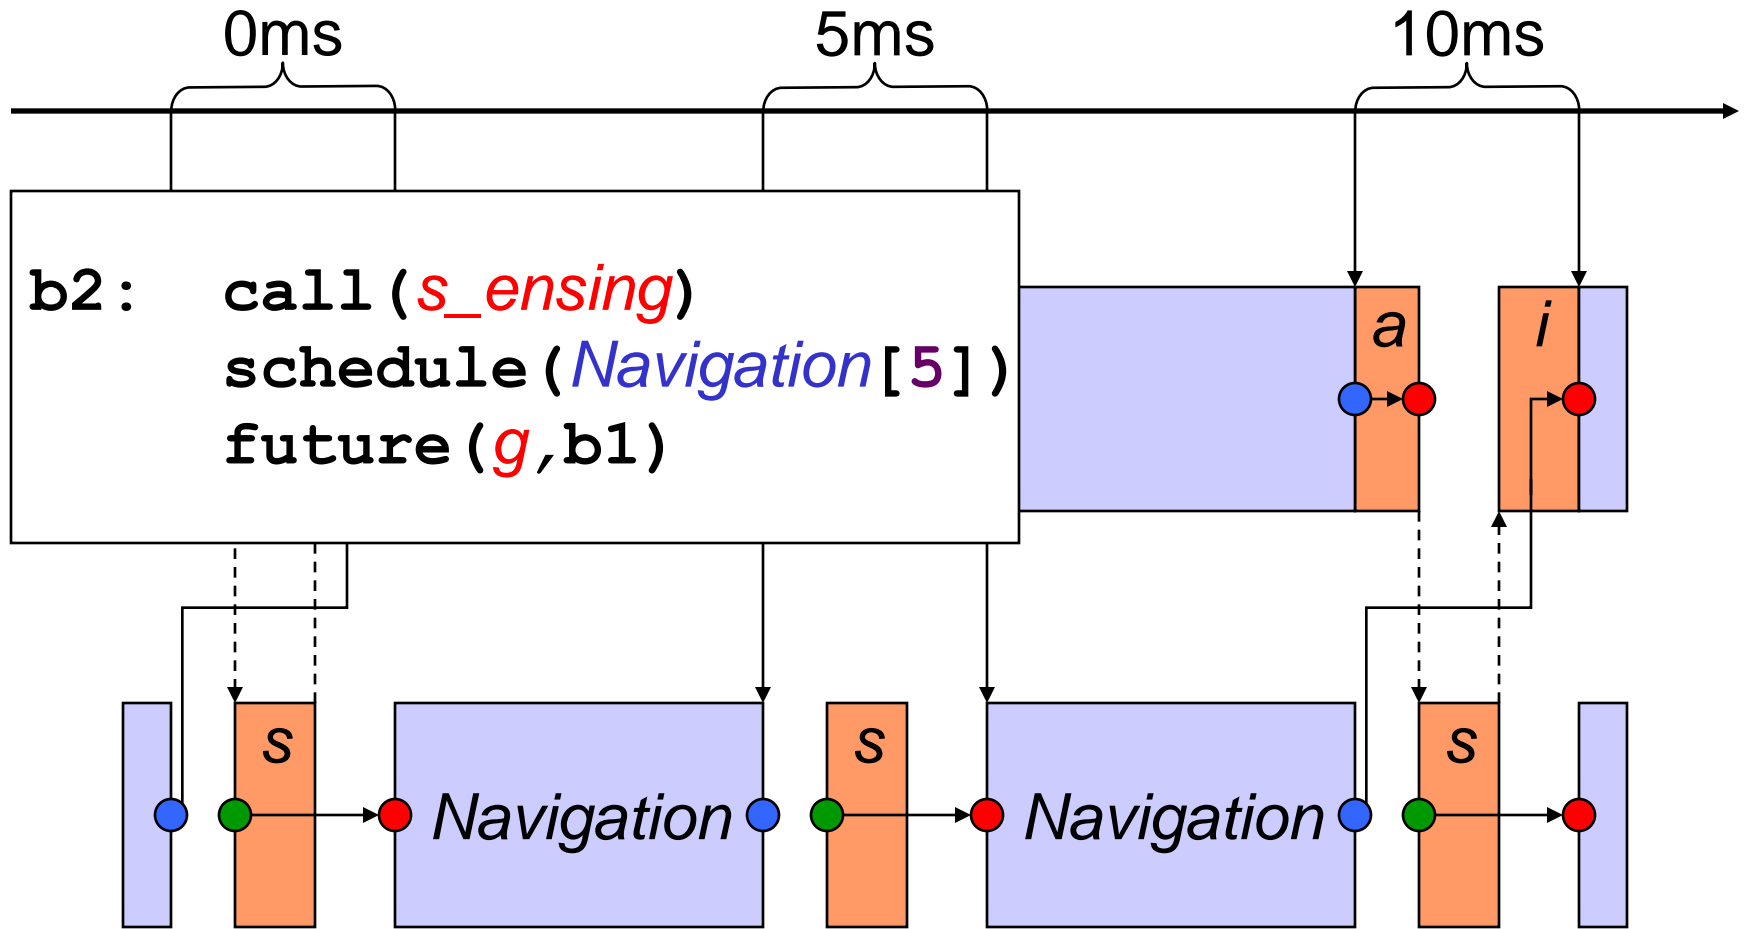 0ms 5ms 10ms
b2: call(s_ensing)
schedule(Navigation[5])
future(g,b1)
a i
s s s
Navigation Navigation